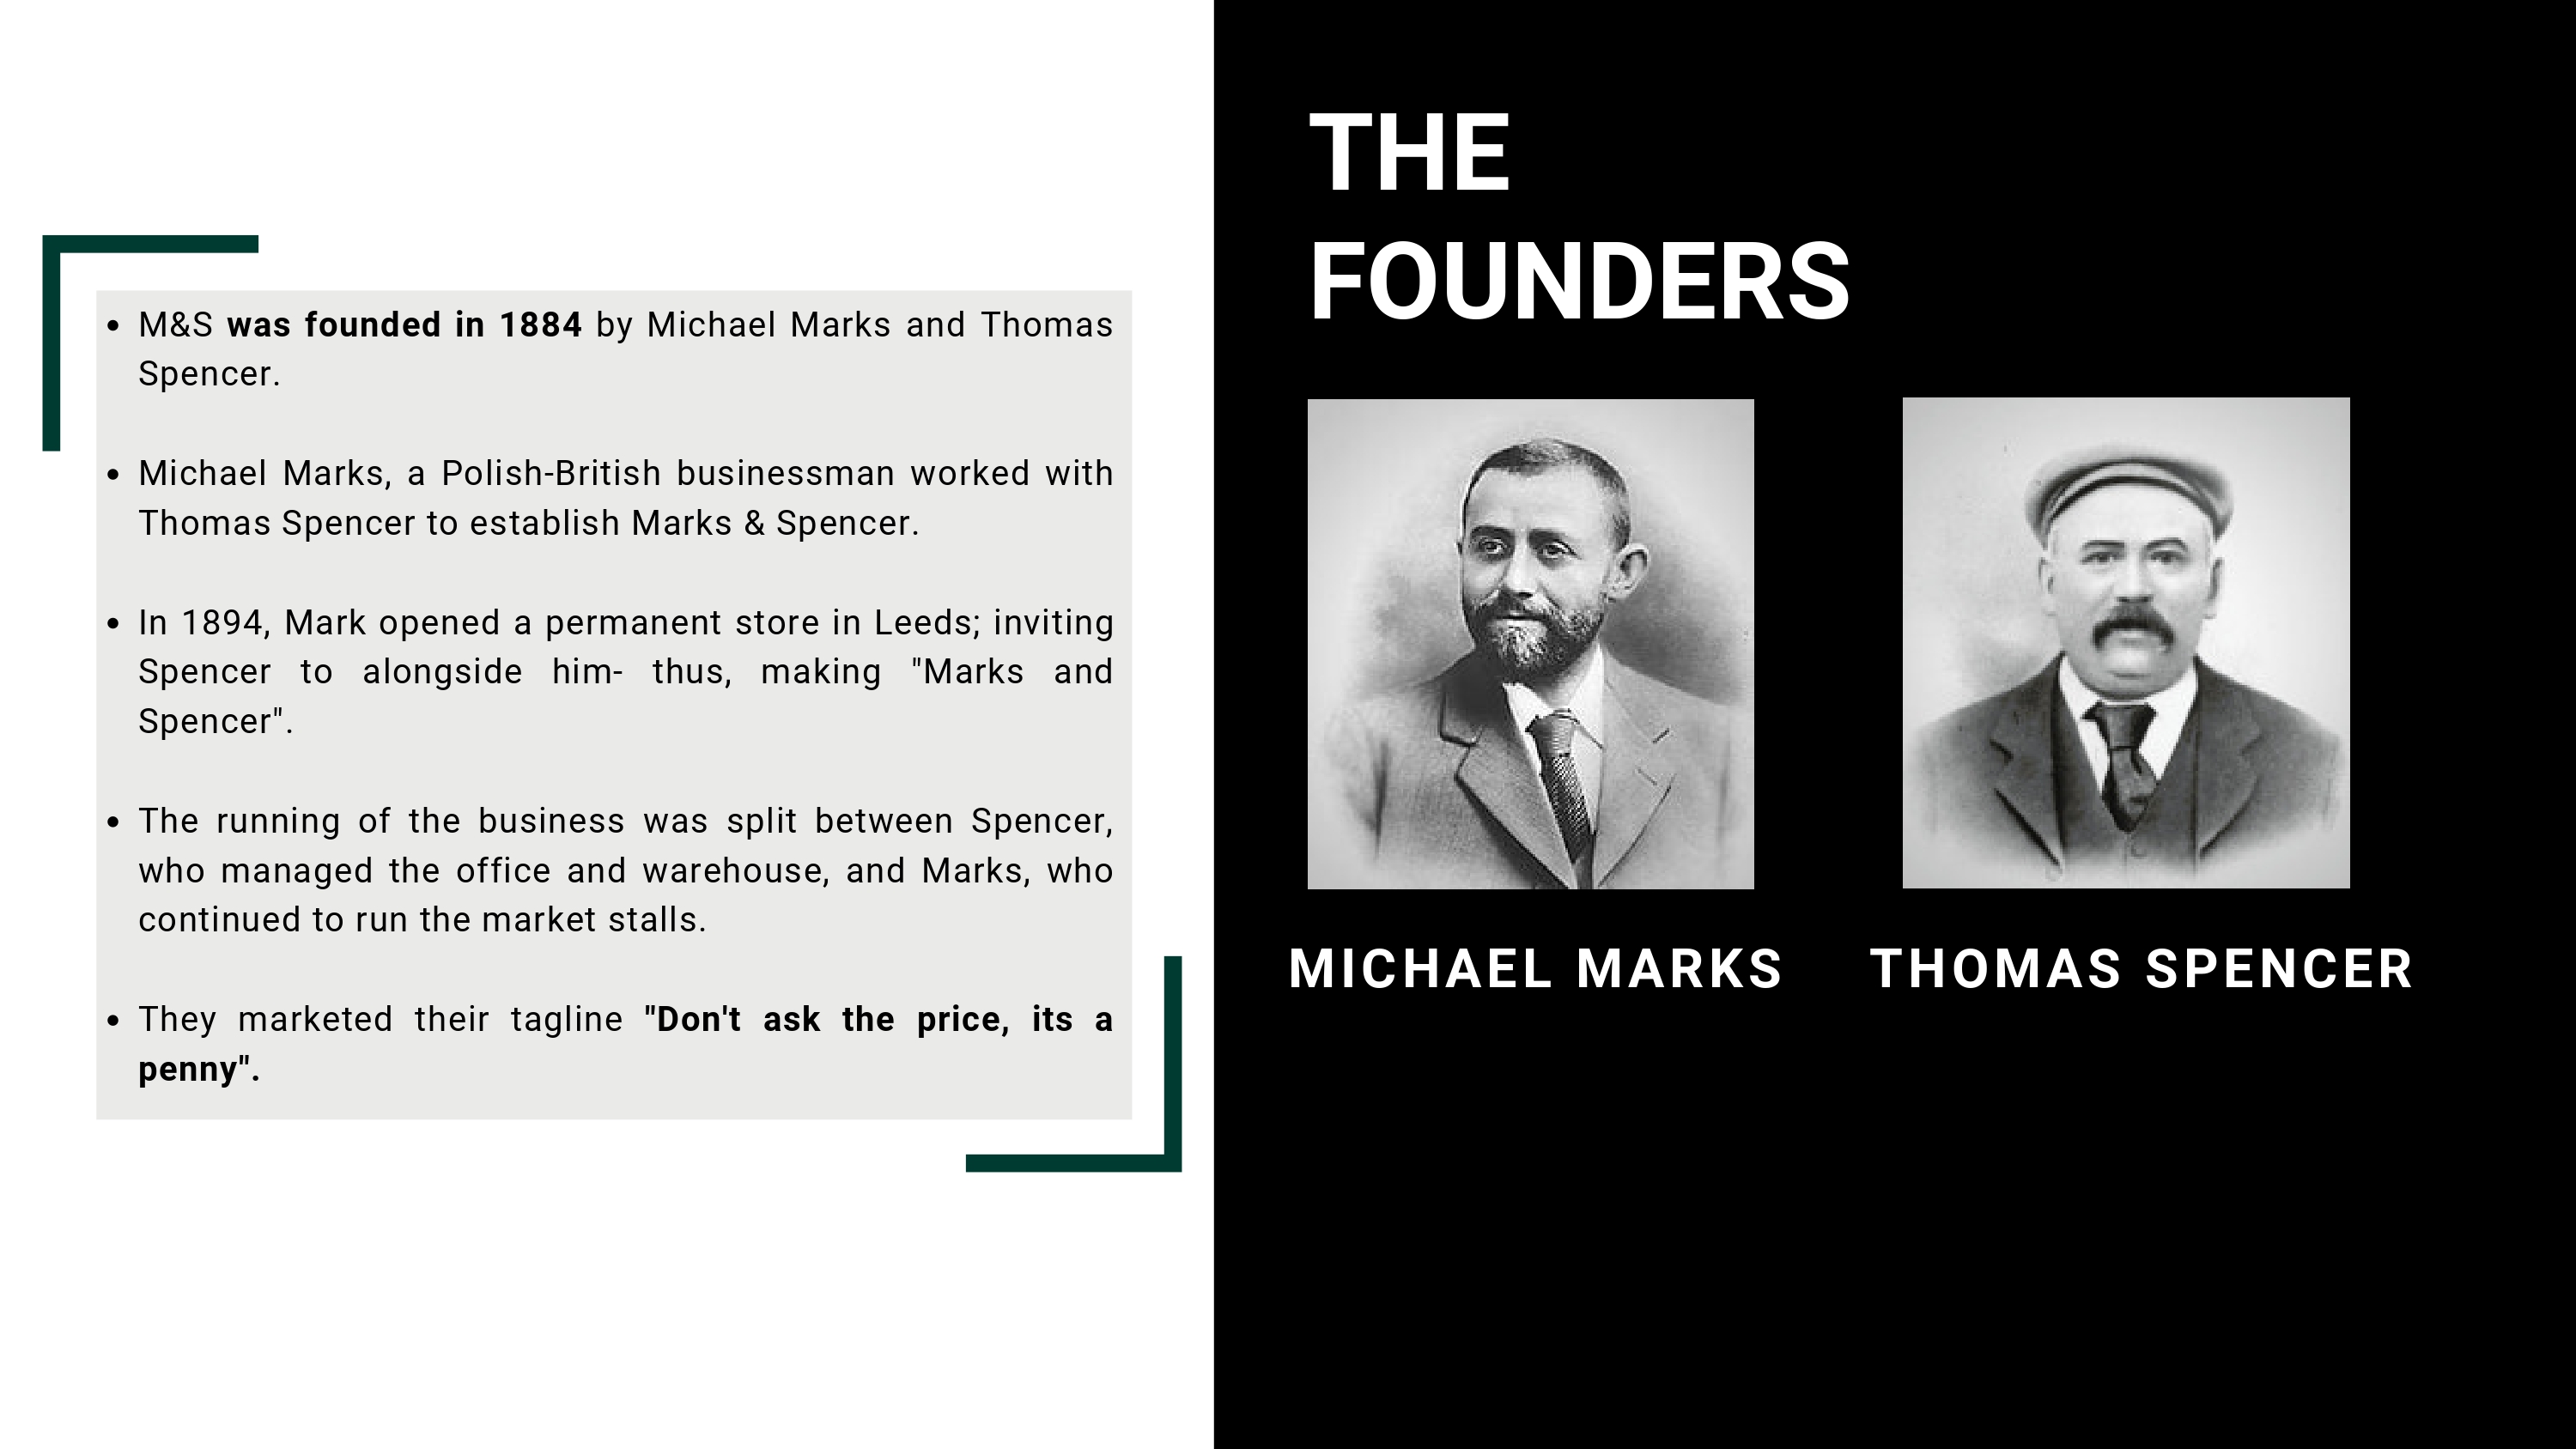 • M&S was founded in 1884 by Michael Marks and Thomas
Spencer.
• Michael Marks, a Polish-British businessman worked with
Thomas Spencer to establish Marks & Spencer.
• In 1894, Mark opened a permanent store in Leeds; inviting
Spencer to alongside him- thus, making "Marks and
Spencer".
• The running of the business was split between Spencer,
who managed the office and warehouse, and Marks, who
continued to run the market stalls.
• They marketed their tagline "Don't ask the price, its a
penny".
THE
FOUNDERS
MICHAEL MARKS
THOMAS SPENCER